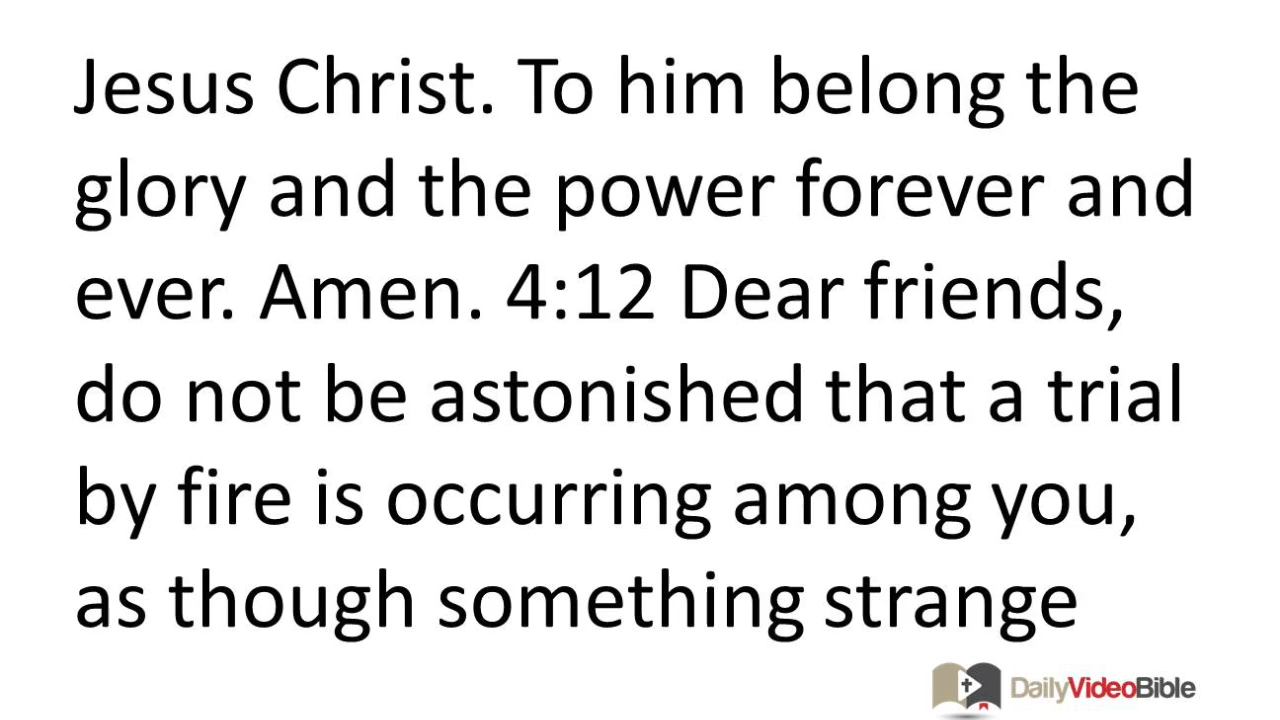 Jesus Christ. To him belong the
glory and the power forever and
ever. Amen. 4:12 Dear friends,
do not be astonished that a trial
by fire is occurring among you,
as though something strange
DailyVideoBible